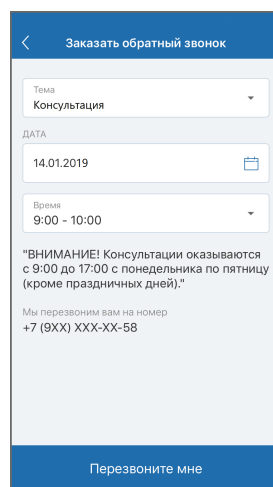 Заказать обратный звонок
Тема
Консультация
ДАТА
14.01.2019
Время
9:00 - 10:00
"ВНИМАНИЕ! Консультации оказываются
с 9:00 до 17:00 с понедельника по пятницу
(кроме праздничных дней)."
Мы перезвоним вам на номер
+7 (9XX) XXX-XX-58
Перезвоните мне